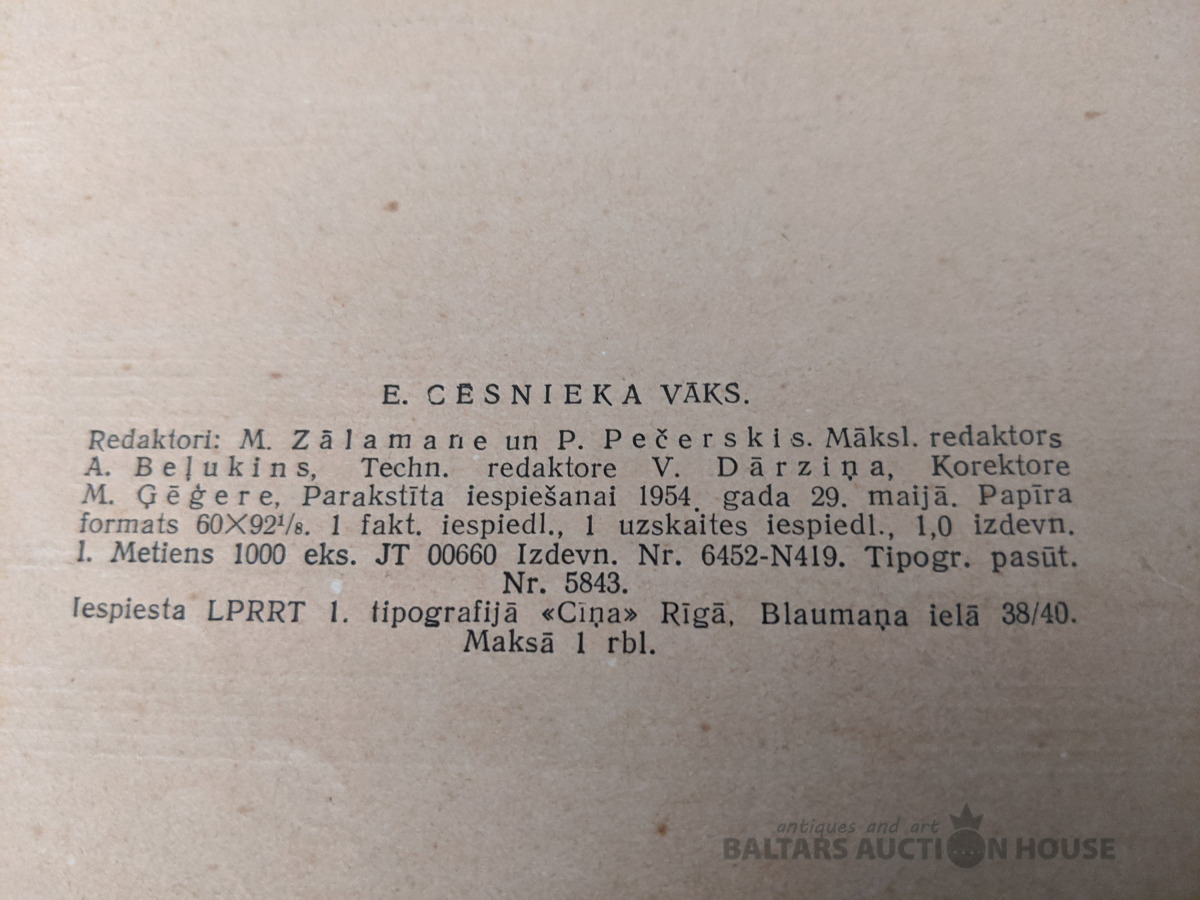 E. CĒSNIEKA VĀKS.
Redaktori: M. Zālamane un P. Pečerskis. Māksl. redaktors
A. Beļukins, Techn. redaktore V. Dārziņa, Korektore
M. Ģēģere, Parakstīta iespiešanai 1954. gada 29. maijā. Papīra
formats 60×92¹/₈. 1 fakt. iespiedl., 1 uzskaites iespiedl., 1,0 izdevn.
l. Metiens 1000 eks. JT 00660 Izdevn. Nr. 6452-N419. Tipogr. pasūt.
Nr. 5843.
Iespiesta LPRRT 1. tipografijā «Cīņa» Rīgā, Blaumaņa ielā 38/40.
Maksā 1 rbl.
antiques and art
BALTARS AUCTION HOUSE